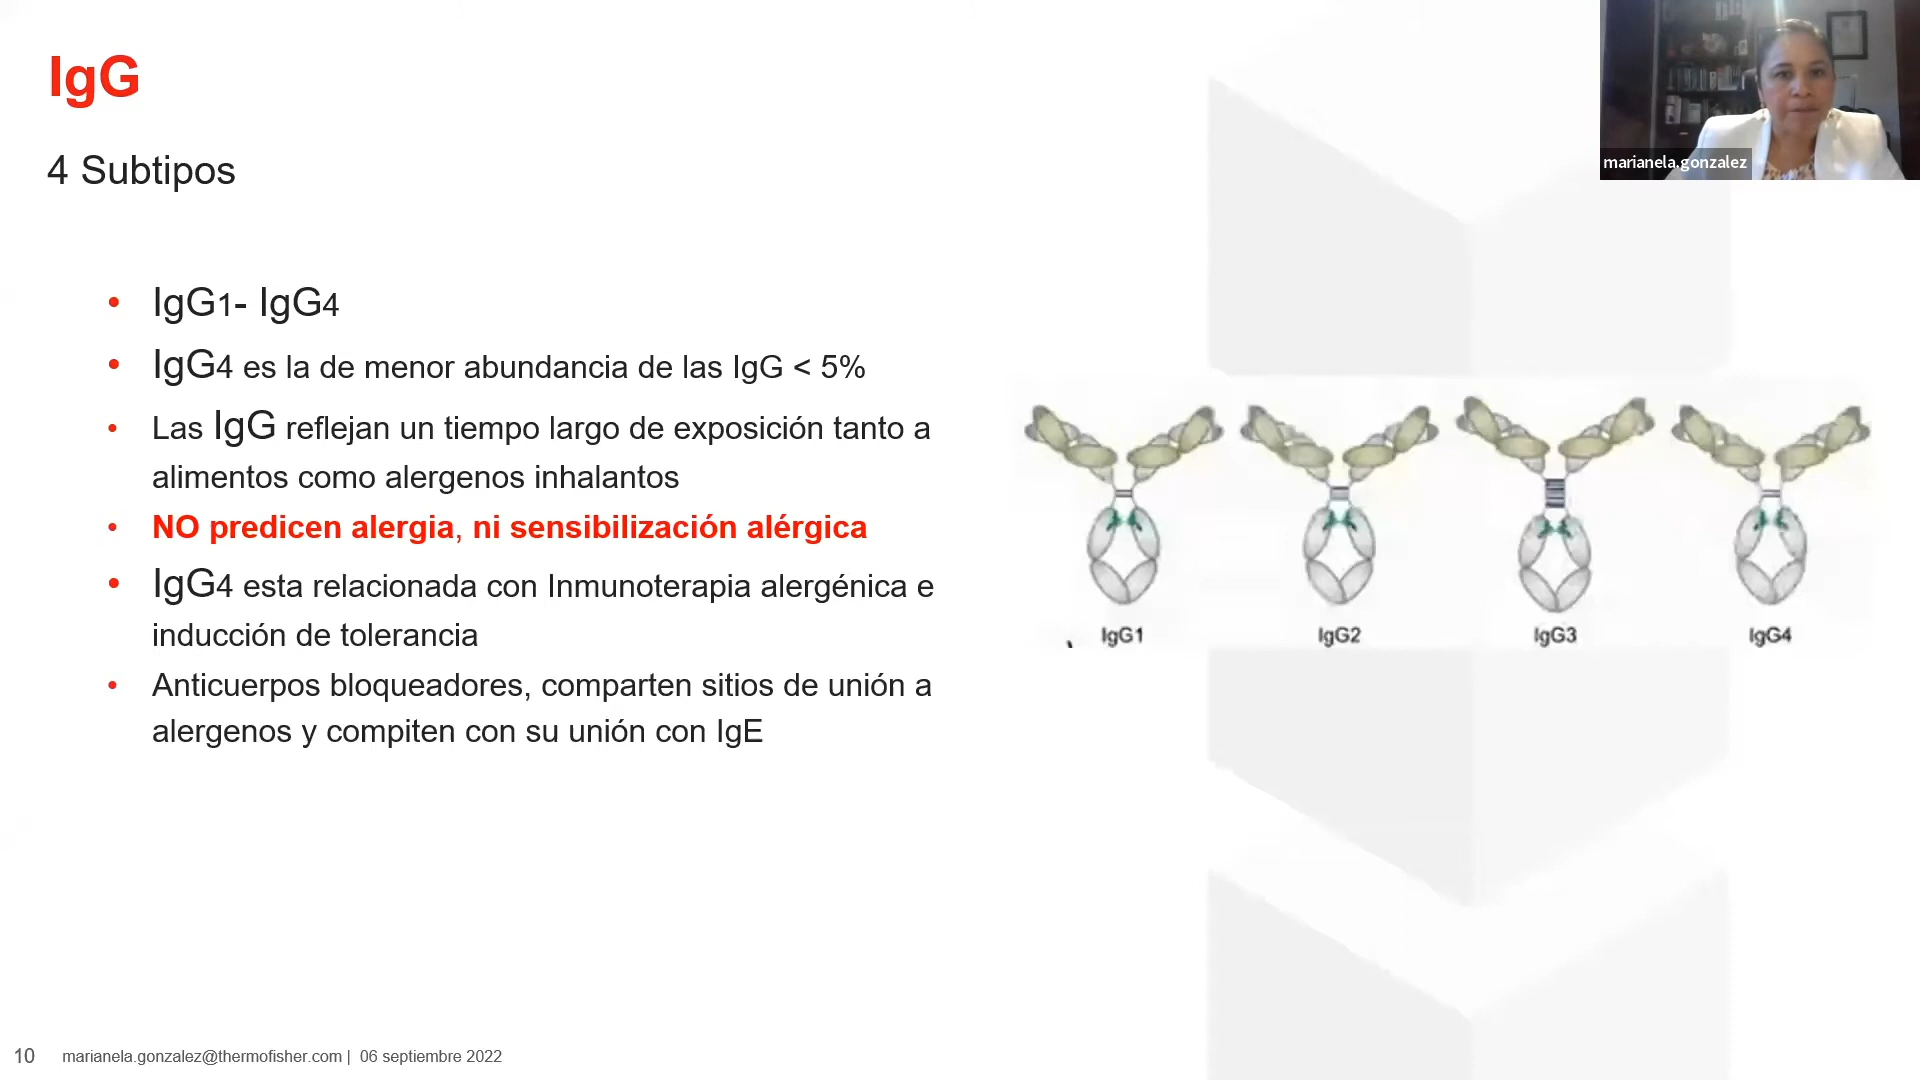 IgG
marianela.gonzalez
4 Subtipos
• IgG1- IgG4
• IgG4 es la de menor abundancia de las IgG < 5%
• Las IgG reflejan un tiempo largo de exposición tanto a
alimentos como alergenos inhalantos
• NO predicen alergia, ni sensibilización alérgica
• IgG4 esta relacionada con Inmunoterapia alergénica e
inducción de tolerancia
• Anticuerpos bloqueadores, comparten sitios de unión a
alergenos y compiten con su unión con IgE
IgG1 IgG2 IgG3 IgG4
10 marianela.gonzalez@thermofisher.com | 06 septiembre 2022